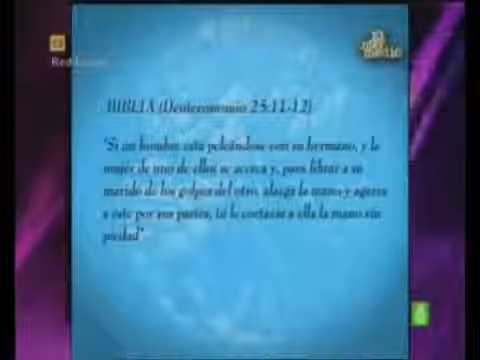 BIBLIA (Deuteronomio 25:11-12)
"Si un hombre está peleándose con su hermano, y la
mujer de uno de ellos se acerca y, para librar a su
marido de los golpes del otro, alarga la mano y agarra
a éste por sus partes, tú le cortarás a ella la mano sin
piedad"